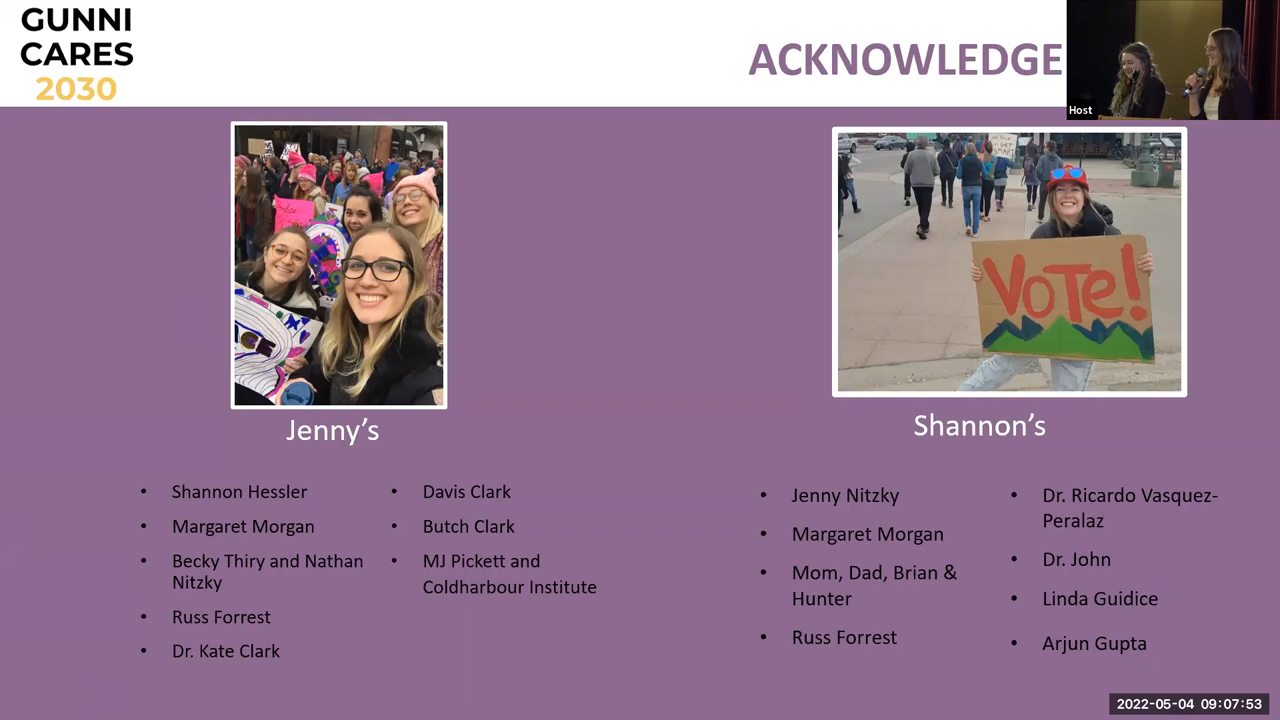 GUNNI
CARES
2030
ACKNOWLEDGE
Host
VOTE!
Jenny's
Shannon's
• Shannon Hessler
• Margaret Morgan
• Becky Thiry and Nathan
Nitzky
• Russ Forrest
• Dr. Kate Clark
• Davis Clark
• Butch Clark
• MJ Pickett and
Coldharbour Institute
• Jenny Nitzky
• Margaret Morgan
• Mom, Dad, Brian &
Hunter
• Russ Forrest
• Dr. Ricardo Vasquez-
Peralaz
• Dr. John
• Linda Guidice
• Arjun Gupta
2022-05-04 09:07:53